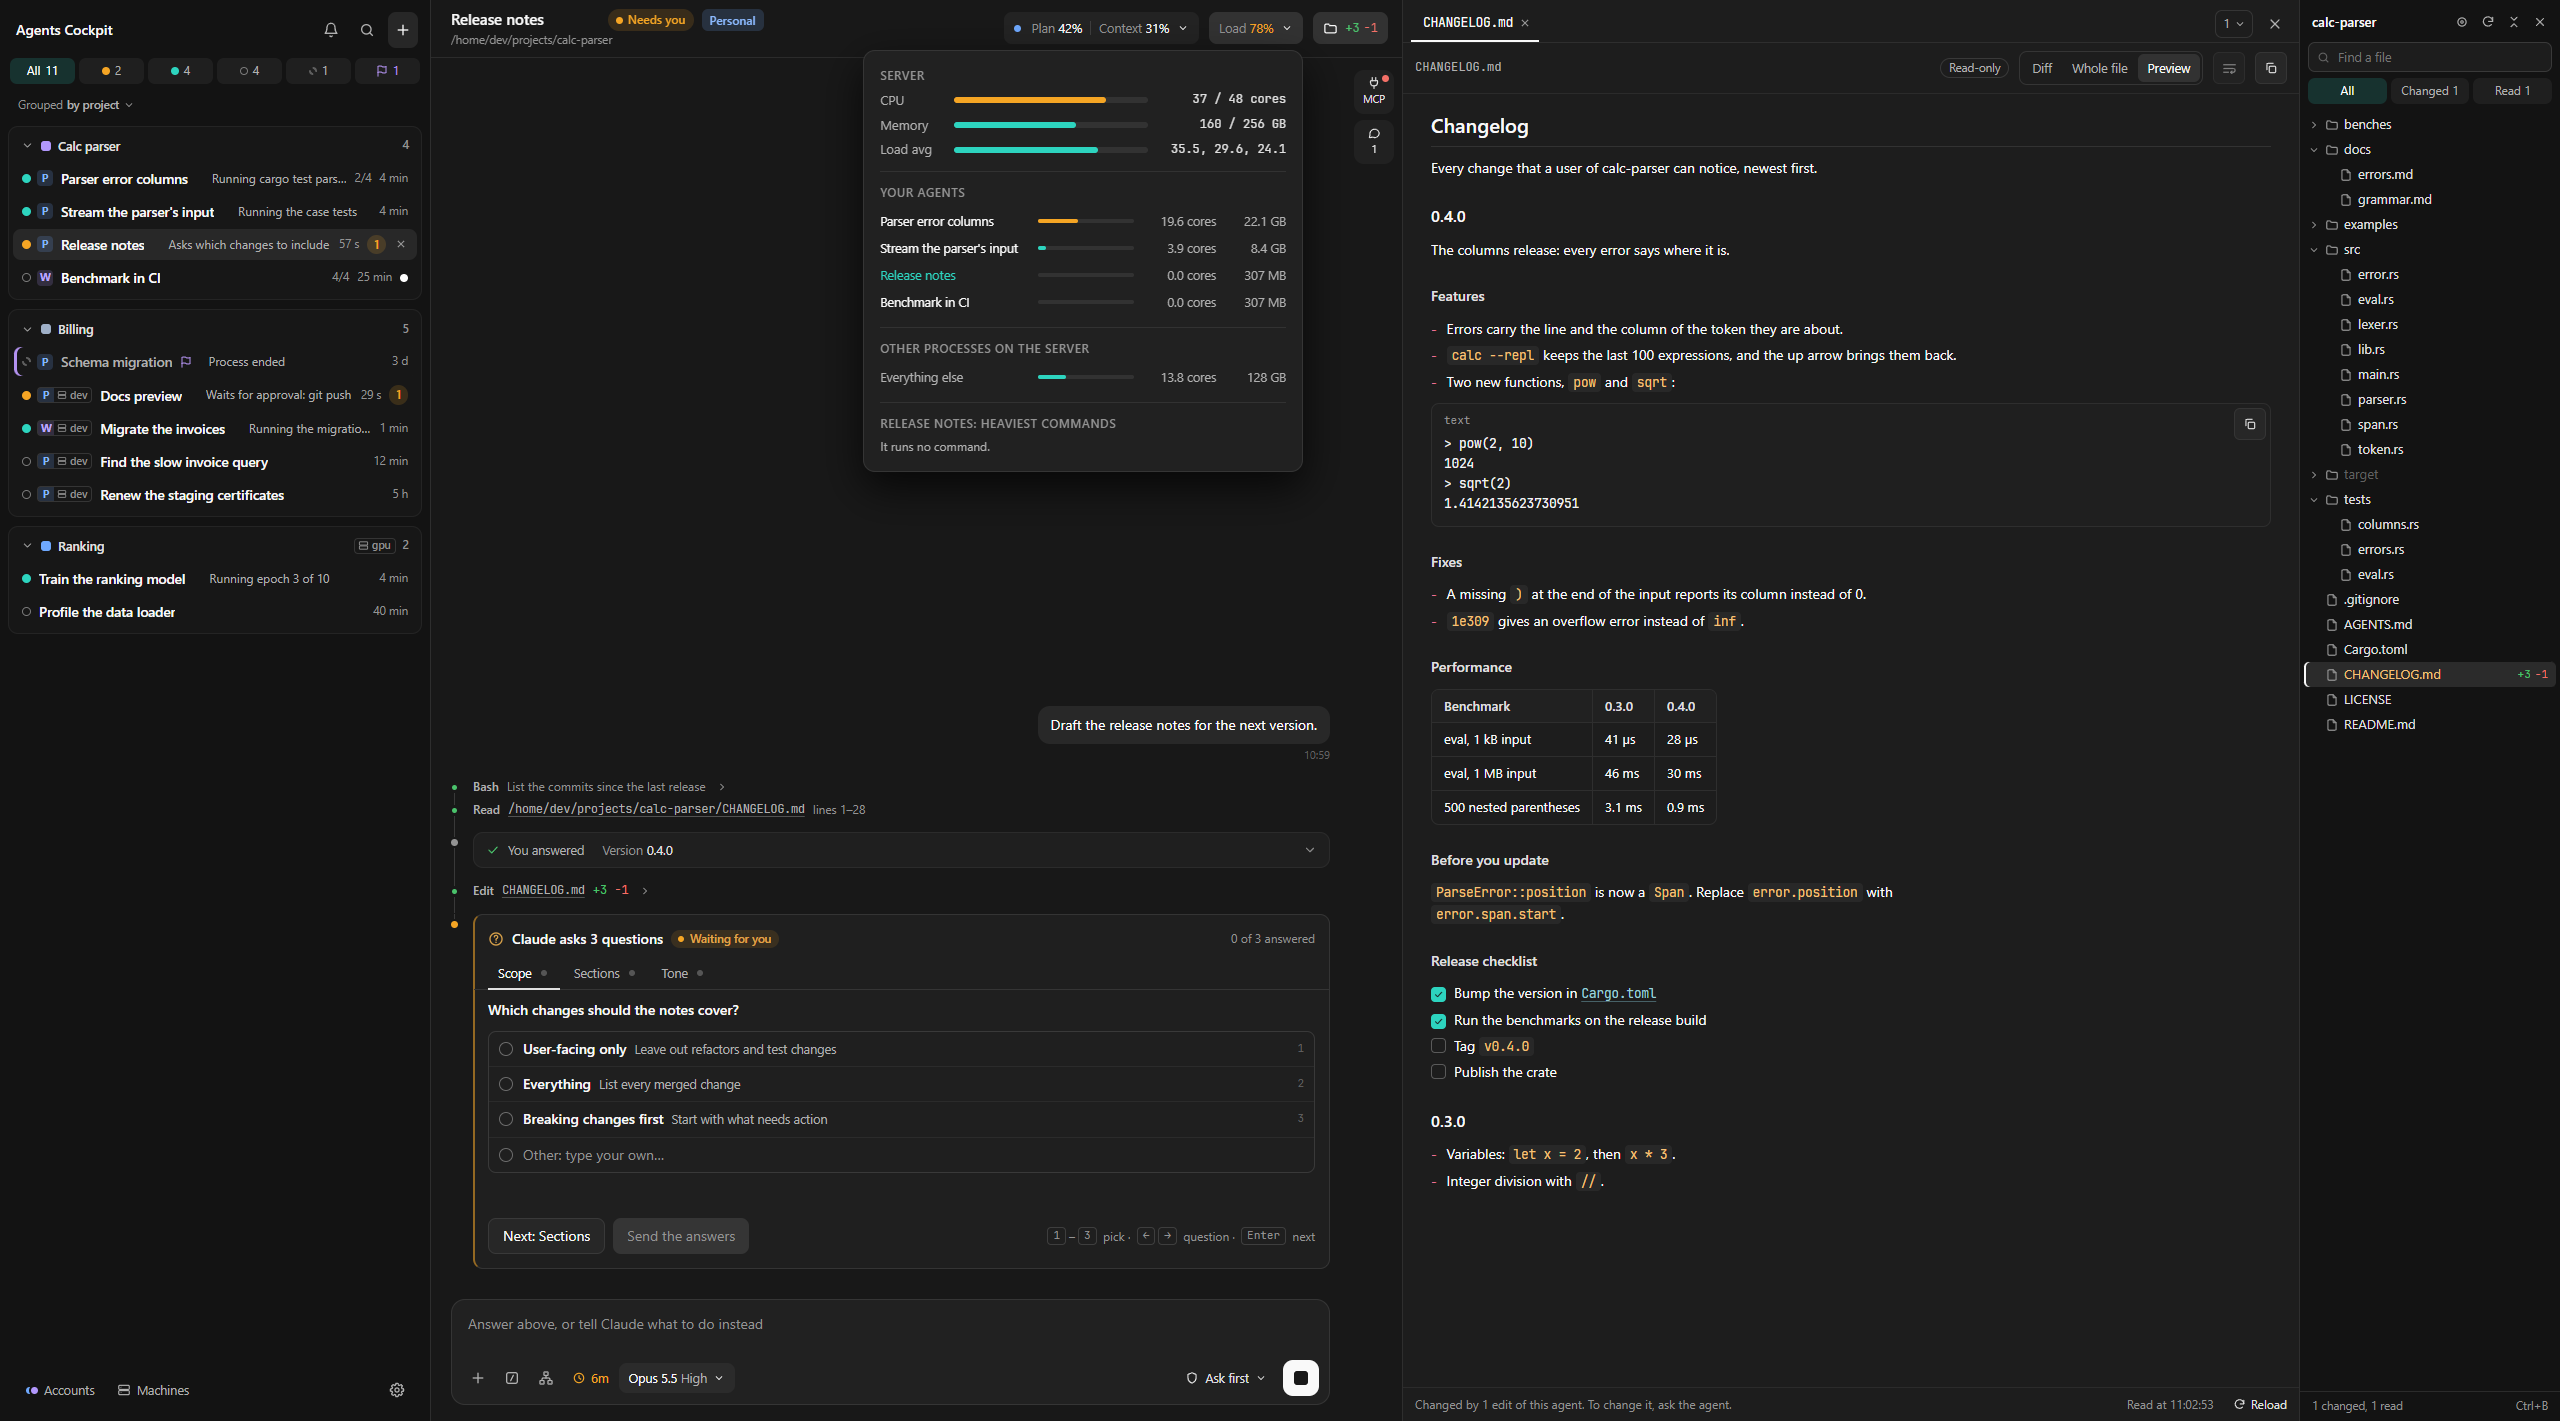 Agents Cockpit
All 11
2
4
4
1
1
Grouped by project
Calc parser 4
P Parser error columns Running cargo test pars... 2/4 4 min
P Stream the parser's input Running the case tests 4 min
P Release notes Asks which changes to include 57 s 1
W Benchmark in CI 4/4 25 min
Billing 5
P Schema migration Process ended 3 d
P dev Docs preview Waits for approval: git push 29 s 1
W dev Migrate the invoices Running the migratio... 1 min
P dev Find the slow invoice query 12 min
P dev Renew the staging certificates 5 h
Ranking gpu 2
Train the ranking model Running epoch 3 of 10 4 min
Profile the data loader 40 min
Accounts
Machines
Release notes Needs you Personal
/home/dev/projects/calc-parser
Plan 42% Context 31%
Load 78%
+3 -1
SERVER
CPU 37 / 48 cores
Memory 160 / 256 GB
Load avg 35.5, 29.6, 24.1
YOUR AGENTS
Parser error columns 19.6 cores 22.1 GB
Stream the parser's input 3.9 cores 8.4 GB
Release notes 0.0 cores 307 MB
Benchmark in CI 0.0 cores 307 MB
OTHER PROCESSES ON THE SERVER
Everything else 13.8 cores 128 GB
RELEASE NOTES: HEAVIEST COMMANDS
It runs no command.
MCP
1
Draft the release notes for the next version.
10:59
Bash List the commits since the last release
Read /home/dev/projects/calc-parser/CHANGELOG.md lines 1–28
You answered Version 0.4.0
Edit CHANGELOG.md +3 -1
Claude asks 3 questions Waiting for you 0 of 3 answered
Scope Sections Tone
Which changes should the notes cover?
User-facing only Leave out refactors and test changes 1
Everything List every merged change 2
Breaking changes first Start with what needs action 3
Other: type your own...
Next: Sections
Send the answers
1 – 3 pick · ← → question · Enter next
Answer above, or tell Claude what to do instead
6m
Opus 5.5 High
Ask first
CHANGELOG.md
1
CHANGELOG.md
Read-only
Diff
Whole file
Preview
Changelog
Every change that a user of calc-parser can notice, newest first.
0.4.0
The columns release: every error says where it is.
Features
- Errors carry the line and the column of the token they are about.
- calc --repl keeps the last 100 expressions, and the up arrow brings them back.
- Two new functions, pow and sqrt:
text
> pow(2, 10)
1024
> sqrt(2)
1.4142135623730951
Fixes
- A missing ) at the end of the input reports its column instead of 0.
- 1e309 gives an overflow error instead of inf.
Performance
Benchmark 0.3.0 0.4.0
eval, 1 kB input 41 µs 28 µs
eval, 1 MB input 46 ms 30 ms
500 nested parentheses 3.1 ms 0.9 ms
Before you update
ParseError::position is now a Span. Replace error.position with
error.span.start.
Release checklist
Bump the version in Cargo.toml
Run the benchmarks on the release build
Tag v0.4.0
Publish the crate
0.3.0
- Variables: let x = 2, then x * 3.
- Integer division with //.
Changed by 1 edit of this agent. To change it, ask the agent.
Read at 11:02:53
Reload
calc-parser
Find a file
All
Changed 1
Read 1
benches
docs
errors.md
grammar.md
examples
src
error.rs
eval.rs
lexer.rs
lib.rs
main.rs
parser.rs
span.rs
token.rs
target
tests
columns.rs
errors.rs
eval.rs
.gitignore
AGENTS.md
Cargo.toml
CHANGELOG.md +3 -1
LICENSE
README.md
1 changed, 1 read
Ctrl+B